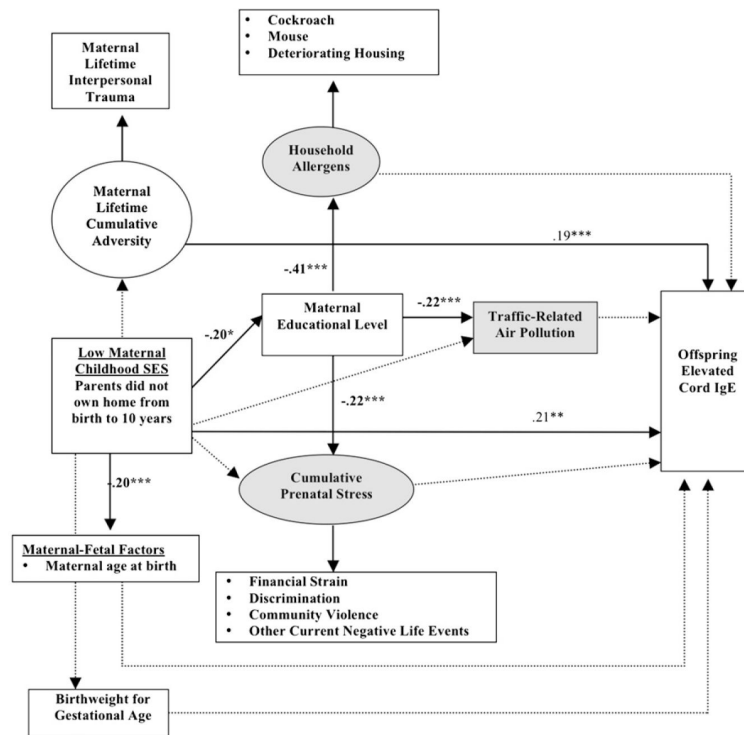 • Cockroach
• Mouse
• Deteriorating Housing
Maternal
Lifetime
Interpersonal
Trauma
Household
Allergens
Maternal
Lifetime
Cumulative
Adversity
.19***
-.41***
Maternal
Educational Level
-.22***
Traffic-Related
Air Pollution
-.20*
Offspring
Elevated
Cord IgE
Low Maternal
Childhood SES
Parents did not
own home from
birth to 10 years
-.22***
.21**
Cumulative
Prenatal Stress
-.20***
Maternal-Fetal Factors
• Maternal age at birth
• Financial Strain
• Discrimination
• Community Violence
• Other Current Negative Life Events
Birthweight for
Gestational Age